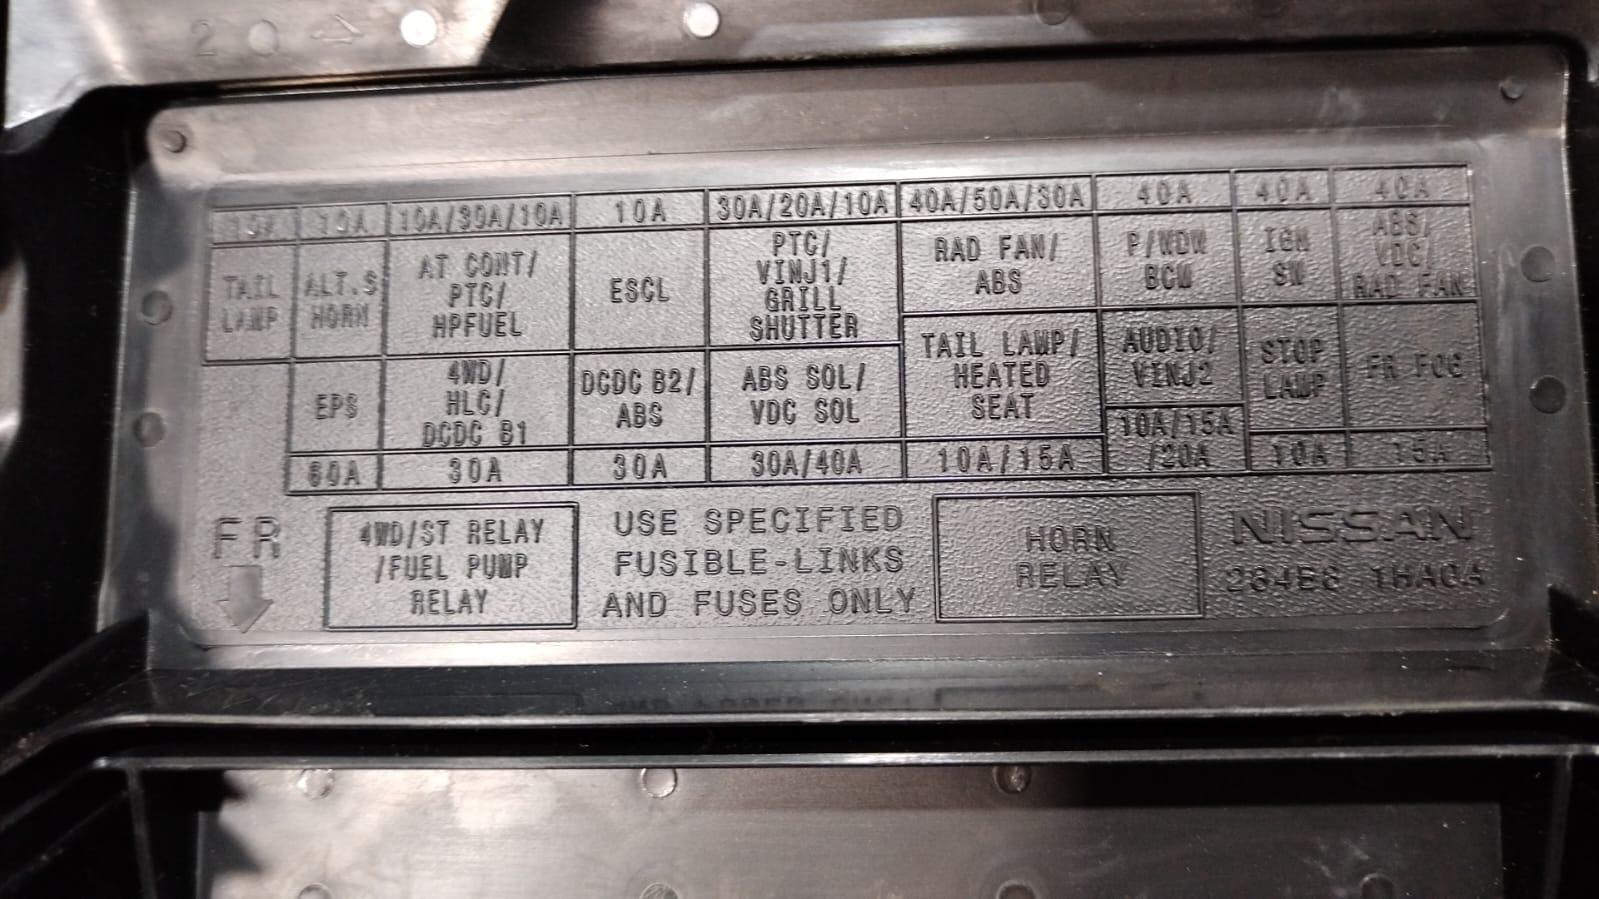 20
10A 10A 10A/30A/10A 10A 30A/20A/10A 40A/50A/30A 40A 40A 40A
TAIL
LAMP
ALT.S
HORN
AT CONT/
PTC/
HPFUEL
ESCL
PTC/
VINJ1/
GRILL
SHUTTER
RAD FAN/
ABS
P/WDW
BCM
IGN
SW
ABS/
VDC/
RAD FAN
EPS
4WD/
HLC/
DCDC B1
DCDC B2/
ABS
ABS SOL/
VDC SOL
TAIL LAMP/
HEATED
SEAT
AUDIO/
VINJ2
STOP
LAMP
FR FOG
60A 30A 30A 30A/40A 10A/15A 10A/15A
/20A 10A 15A
FR
4WD/ST RELAY
/FUEL PUMP
RELAY
USE SPECIFIED
FUSIBLE-LINKS
AND FUSES ONLY
HORN
RELAY
NISSAN
284B8 1HA0A